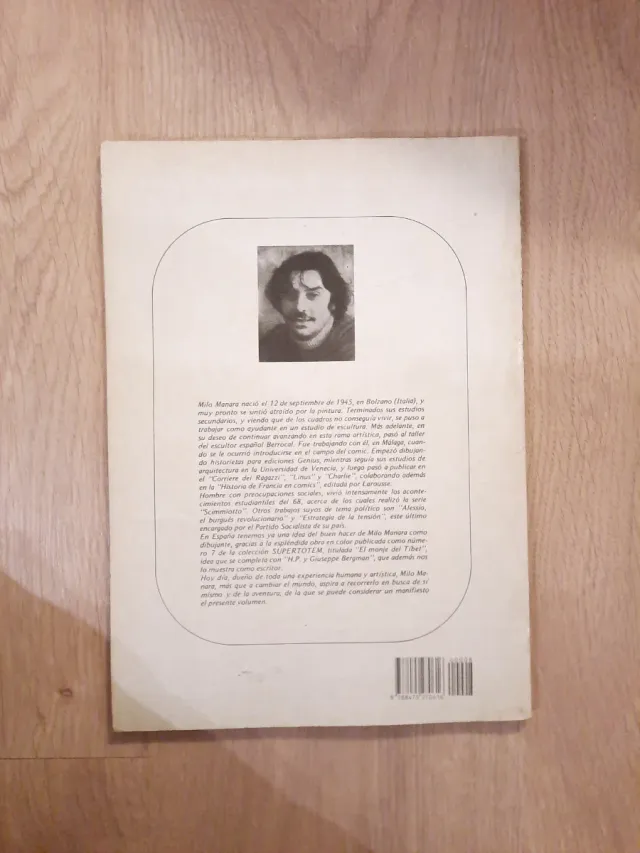 Milo Manara nació el 12 de septiembre de 1945, en Bolzano (Italia), y
muy pronto se sintió atraído por la pintura. Terminados sus estudios
secundarios, y viendo que de los cuadros no conseguía vivir, se puso a
trabajar como ayudante en un estudio de escultura. Más adelante, en
su deseo de continuar avanzando en esta rama artística, pasó al taller
del escultor español Berrocal. Fue trabajando con él, en Málaga, cuan-
do se le ocurrió introducirse en el campo del comic. Empezó dibujan-
do historietas para ediciones Genius, mientras seguía sus estudios de
arquitectura en la Universidad de Venecia, y luego pasó a publicar en
el "Corriere dei Ragazzi", "Linus" y "Charlie", colaborando además
en la "Historia de Francia en comics", editada por Larousse.
Hombre con preocupaciones sociales, vivió intensamente los aconte-
cimientos estudiantiles del 68, acerca de los cuales realizó la serie
"Scimmiotto". Otros trabajos suyos de tema político son "Alessio,
el burgués revolucionario" y "Estrategia de la tensión", este último
encargado por el Partido Socialista de su país.
En España tenemos ya una idea del buen hacer de Milo Manara como
dibujante, gracias a la espléndida obra en color publicada como núme-
ro 7 de la colección SUPERTOTEM, titulada "El monje del Tibet",
idea que se completa con "H.P. y Giuseppe Bergman", que además nos
lo muestra como escritor.
Hoy día, dueño de toda una experiencia humana y artística, Milo Ma-
nara, más que a cambiar el mundo, aspira a recorrerlo en busca de sí
mismo y de la aventura, de la que se puede considerar un manifiesto
el presente volumen.